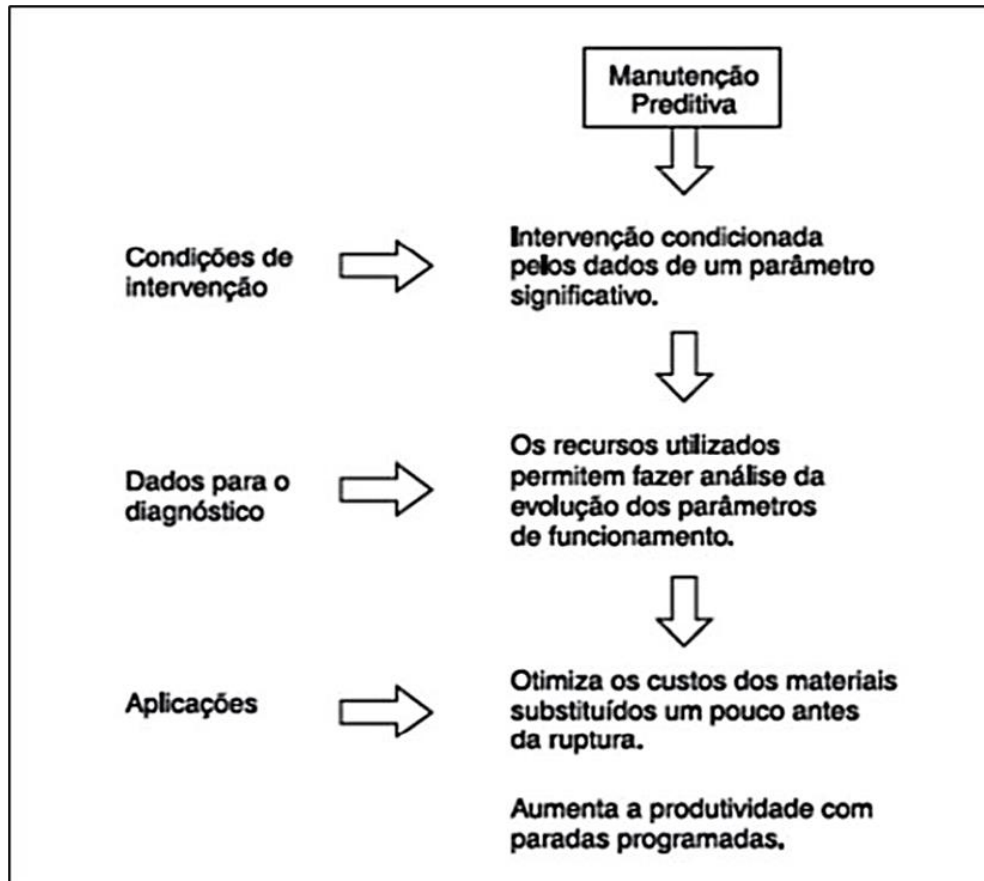 Manutenção
Preditiva
Condições de
intervenção
Intervenção condicionada
pelos dados de um parâmetro
significativo.
Dados para o
diagnóstico
Os recursos utilizados
permitem fazer análise da
evolução dos parâmetros
de funcionamento.
Aplicações
Otimiza os custos dos materiais
substituídos um pouco antes
da ruptura.
Aumenta a produtividade com
paradas programadas.